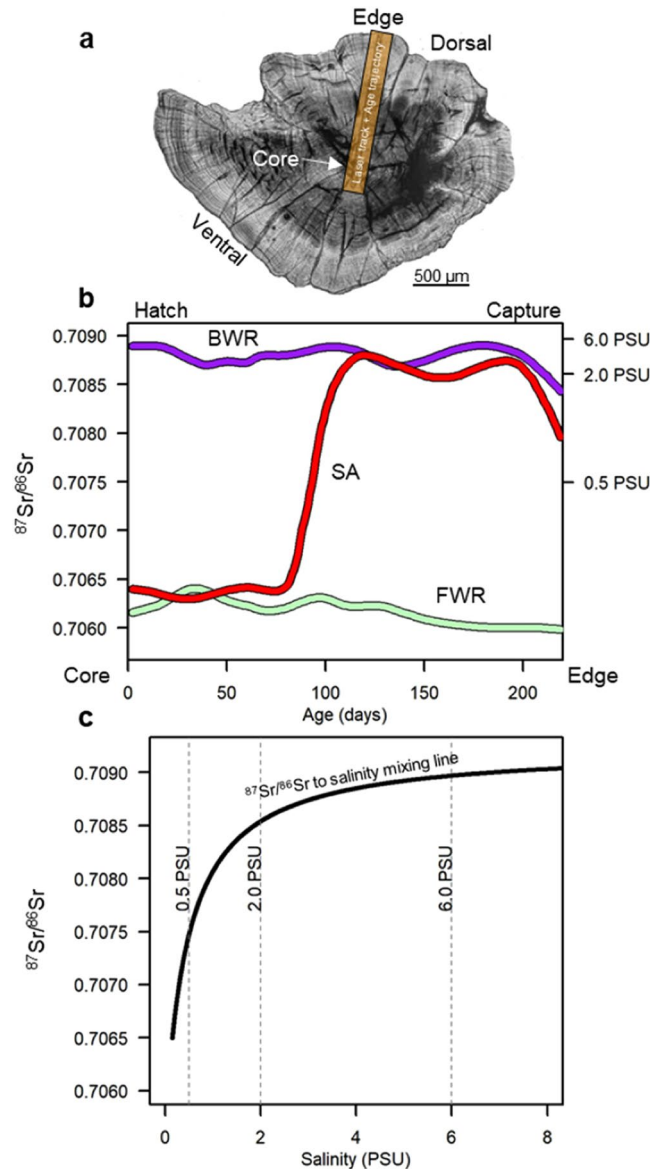 a
Edge
Dorsal
Laser track + Age trajectory
Core
Ventral
500 µm
b
Hatch
Capture
0.7090
0.7085
0.7080
0.7075
0.7070
0.7065
0.7060
⁸⁷Sr/⁸⁶Sr
BWR
SA
FWR
6.0 PSU
2.0 PSU
0.5 PSU
Core
Edge
0
50
100
150
200
Age (days)
c
0.7090
0.7085
0.7080
0.7075
0.7070
0.7065
0.7060
⁸⁷Sr/⁸⁶Sr
⁸⁷Sr/⁸⁶Sr to salinity mixing line
0.5 PSU
2.0 PSU
6.0 PSU
0
2
4
6
8
Salinity (PSU)